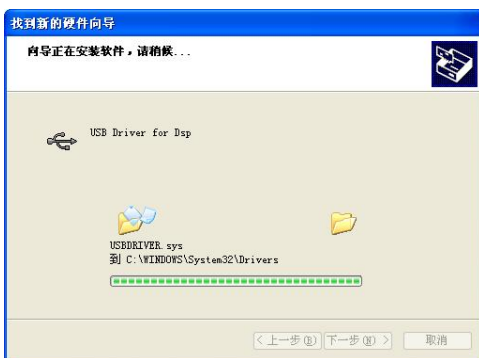 找到新的硬件向导
向导正在安装软件，请稍候...
USB Driver for Dsp
USBDRIVER.sys
到 C:\WINDOWS\System32\Drivers
< 上一步(B) 下一步(N) > 取消